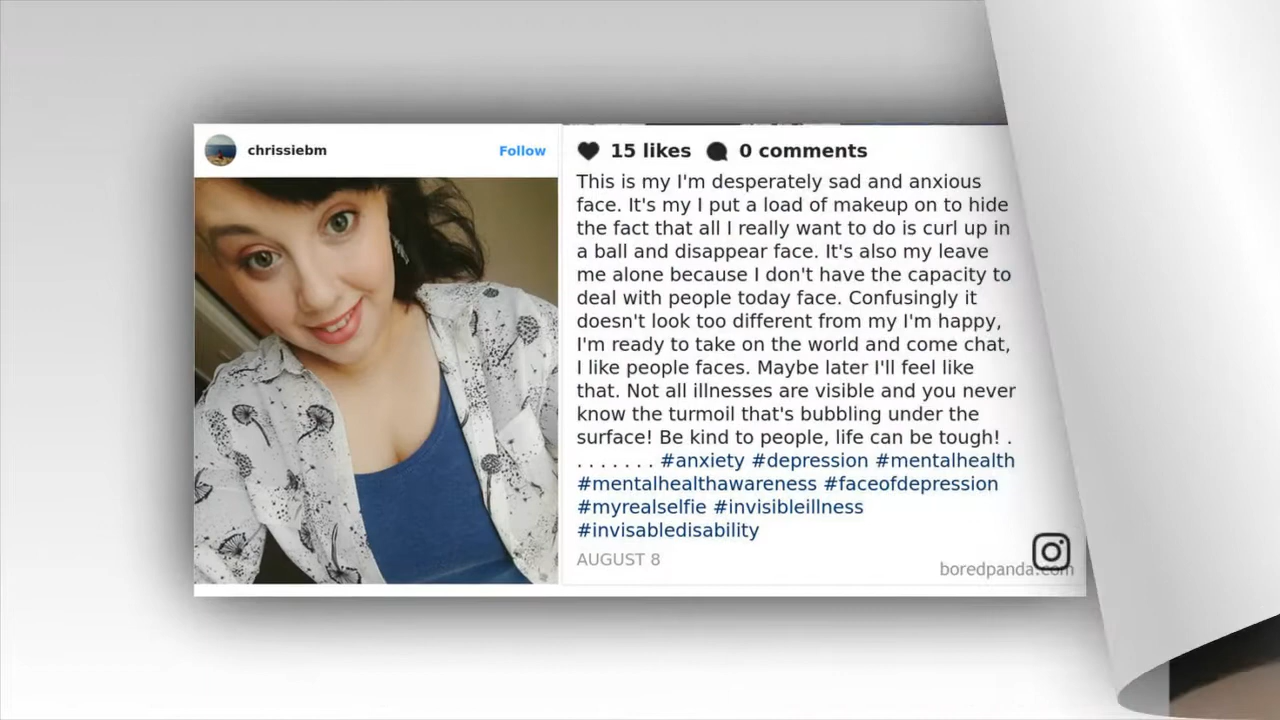 chrissiebm
Follow
15 likes 0 comments
This is my I'm desperately sad and anxious
face. It's my I put a load of makeup on to hide
the fact that all I really want to do is curl up in
a ball and disappear face. It's also my leave
me alone because I don't have the capacity to
deal with people today face. Confusingly it
doesn't look too different from my I'm happy,
I'm ready to take on the world and come chat,
I like people faces. Maybe later I'll feel like
that. Not all illnesses are visible and you never
know the turmoil that's bubbling under the
surface! Be kind to people, life can be tough! .
. . . . . . . #anxiety #depression #mentalhealth
#mentalhealthawareness #faceofdepression
#myrealselfie #invisibleillness
#invisabledisability
AUGUST 8
boredpanda.com